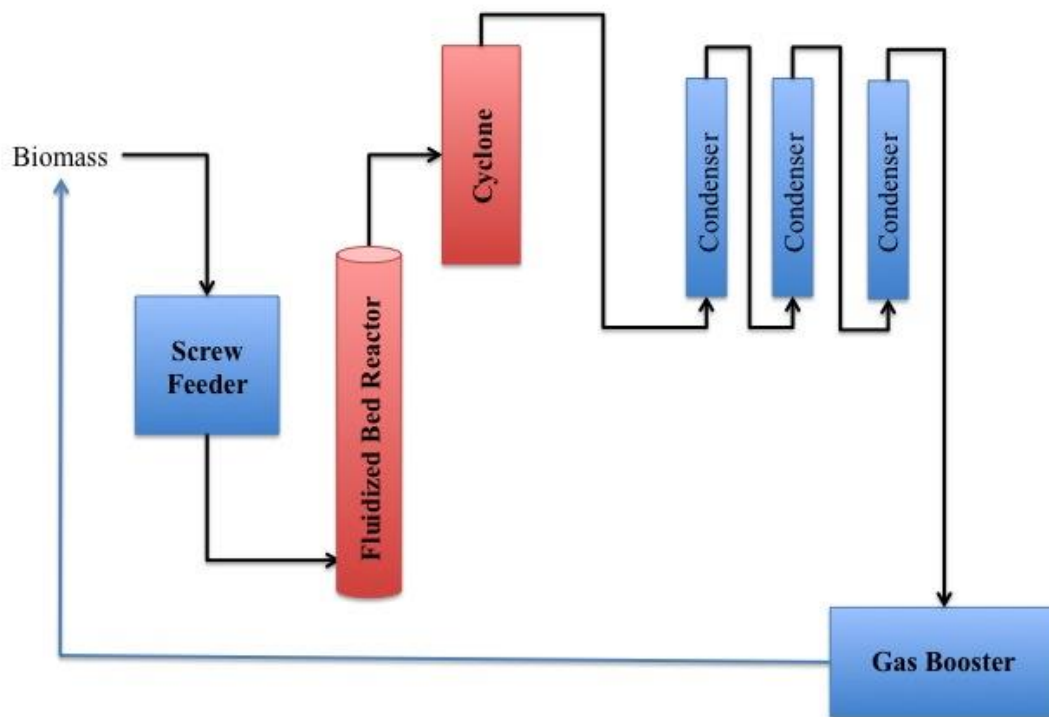 Biomass
Screw
Feeder
Fluidized Bed Reactor
Cyclone
Condenser
Condenser
Condenser
Gas Booster